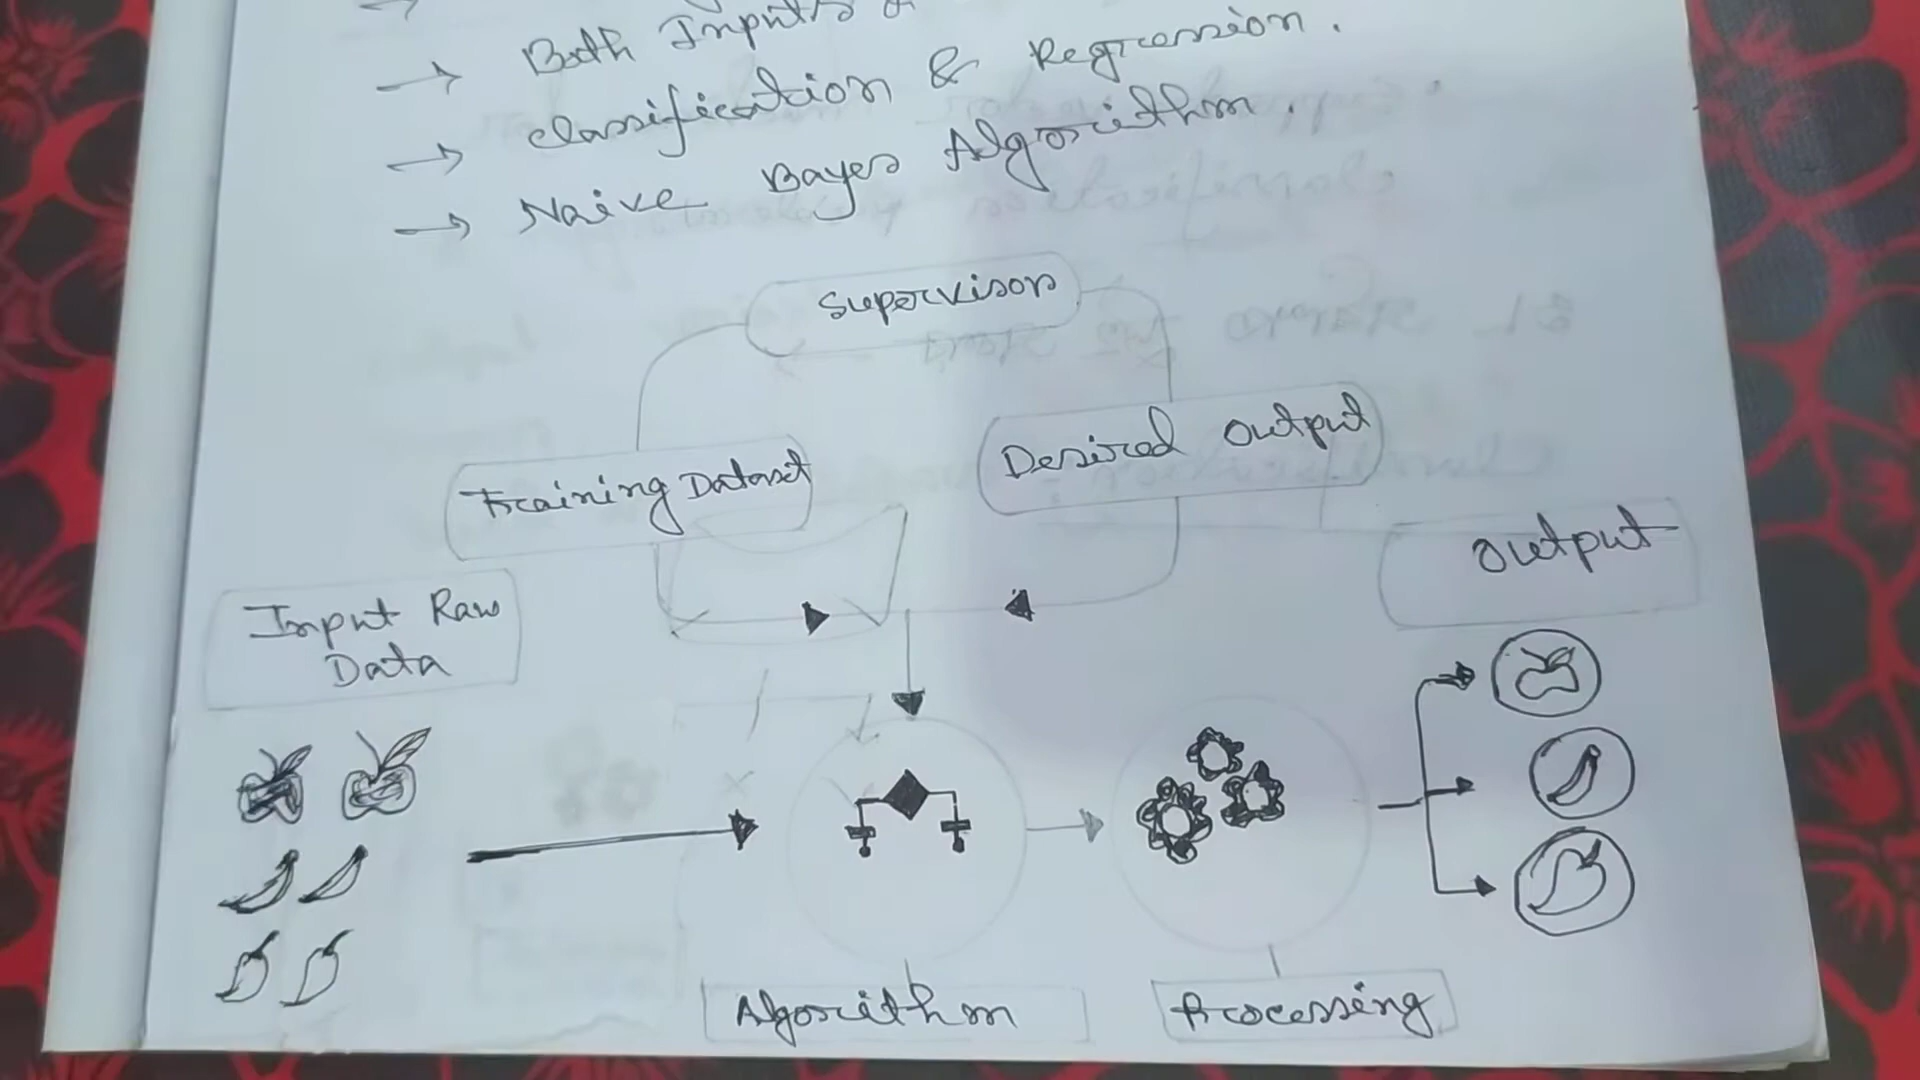 → Both Inputs
→ classification & Regression.
→ Naive Bayes Algorithm.
Supervisor
Training Dataset
Desired Output
Output
Input Raw
Data
Algorithm
Processing